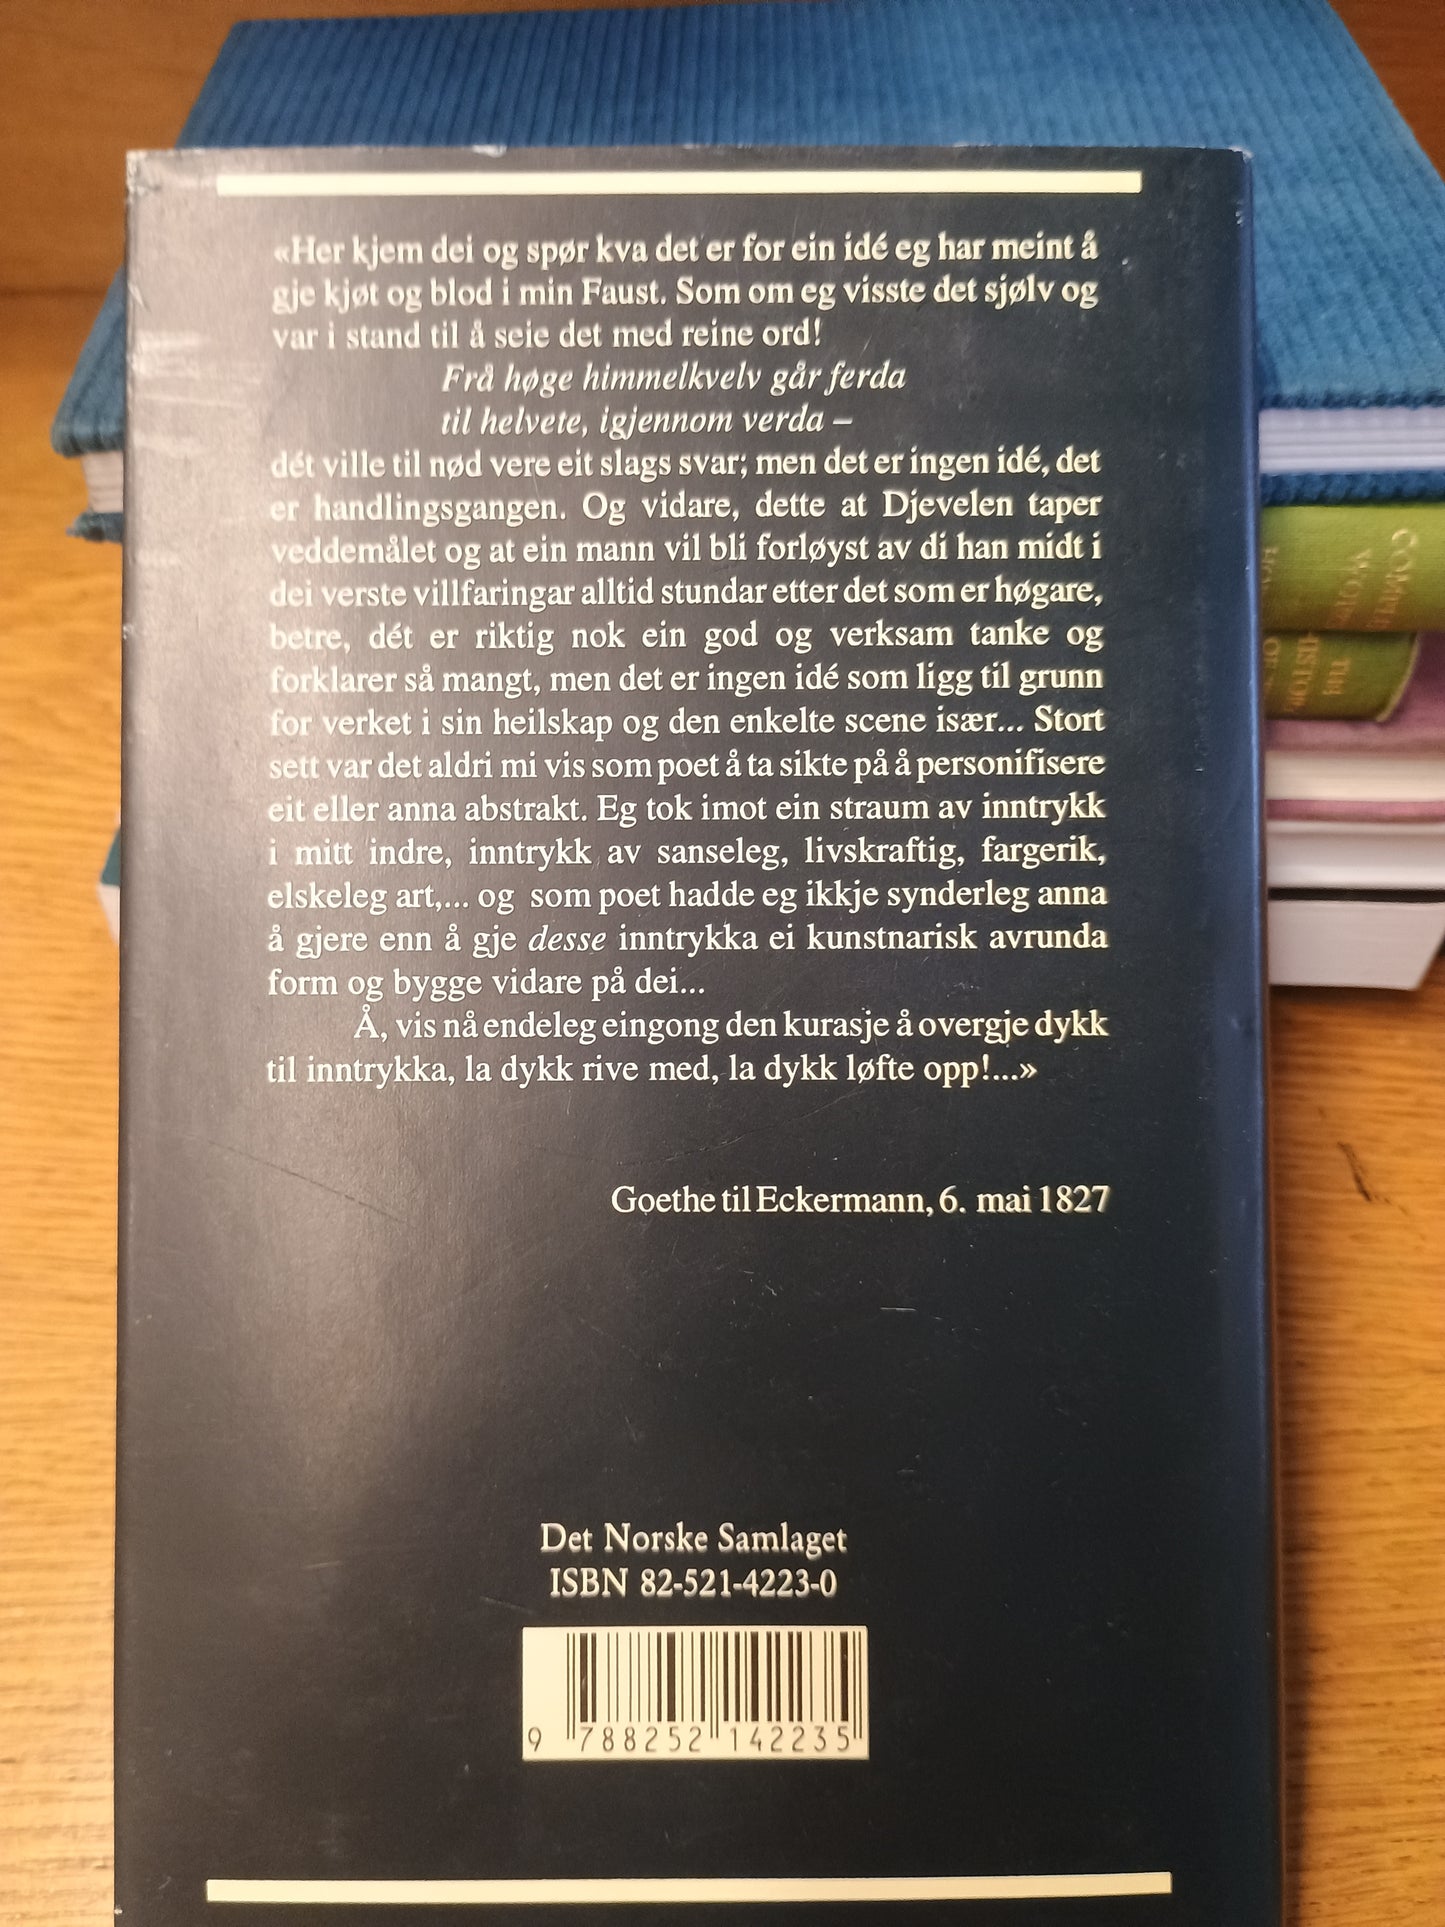 «Her kjem dei og spør kva det er for ein idé eg har meint å
gje kjøt og blod i min Faust. Som om eg visste det sjølv og
var i stand til å seie det med reine ord!
Frå høge himmelkvelv går ferda
til helvete, igjennom verda –
dét ville til nød vere eit slags svar; men det er ingen idé, det
er handlingsgangen. Og vidare, dette at Djevelen taper
veddemålet og at ein mann vil bli forløyst av di han midt i
dei verste villfaringar alltid stundar etter det som er høgare,
betre, dét er riktig nok ein god og verksam tanke og
forklarer så mangt, men det er ingen idé som ligg til grunn
for verket i sin heilskap og den enkelte scene især... Stort
sett var det aldri mi vis som poet å ta sikte på å personifisere
eit eller anna abstrakt. Eg tok imot ein straum av inntrykk
i mitt indre, inntrykk av sanseleg, livskraftig, fargerik,
elskeleg art,... og som poet hadde eg ikkje synderleg anna
å gjere enn å gje desse inntrykka ei kunstnarisk avrunda
form og bygge vidare på dei...
Å, vis nå endeleg eingong den kurasje å overgje dykk
til inntrykka, la dykk rive med, la dykk løfte opp!...»
Goethe til Eckermann, 6. mai 1827
Det Norske Samlaget
ISBN 82-521-4223-0
9 788252 142235
THE
HISTOR
OF